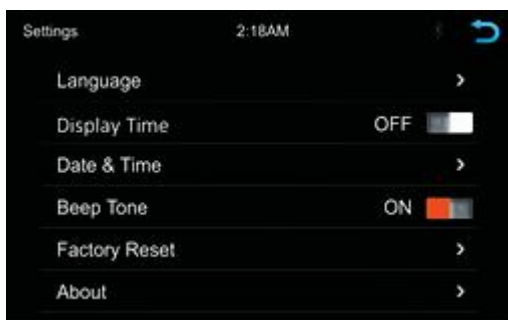 Settings 2:18AM
Language
Display Time OFF
Date & Time
Beep Tone ON
Factory Reset
About